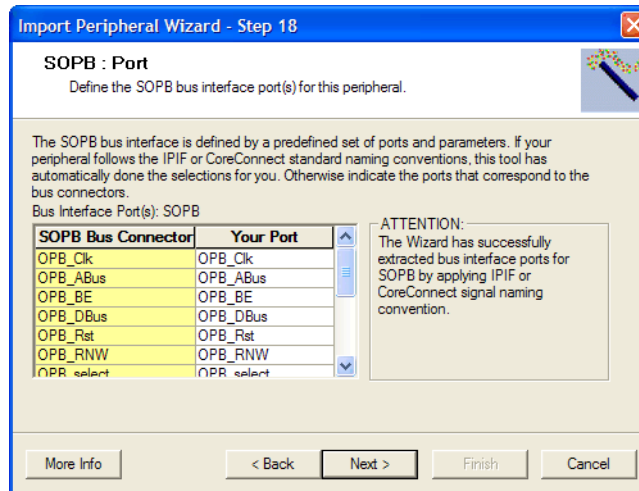 Import Peripheral Wizard - Step 18
SOPB : Port
Define the SOPB bus interface port(s) for this peripheral.
The SOPB bus interface is defined by a predefined set of ports and parameters. If your
peripheral follows the IPIF or CoreConnect standard naming conventions, this tool has
automatically done the selections for you. Otherwise indicate the ports that correspond to the
bus connectors.
Bus Interface Port(s): SOPB
SOPB Bus Connector Your Port
OPB_Clk OPB_Clk
OPB_ABus OPB_ABus
OPB_BE OPB_BE
OPB_DBus OPB_DBus
OPB_Rst OPB_Rst
OPB_RNW OPB_RNW
OPB_select OPB_select
ATTENTION:
The Wizard has successfully
extracted bus interface ports for
SOPB by applying IPIF or
CoreConnect signal naming
convention.
More Info < Back Next > Finish Cancel